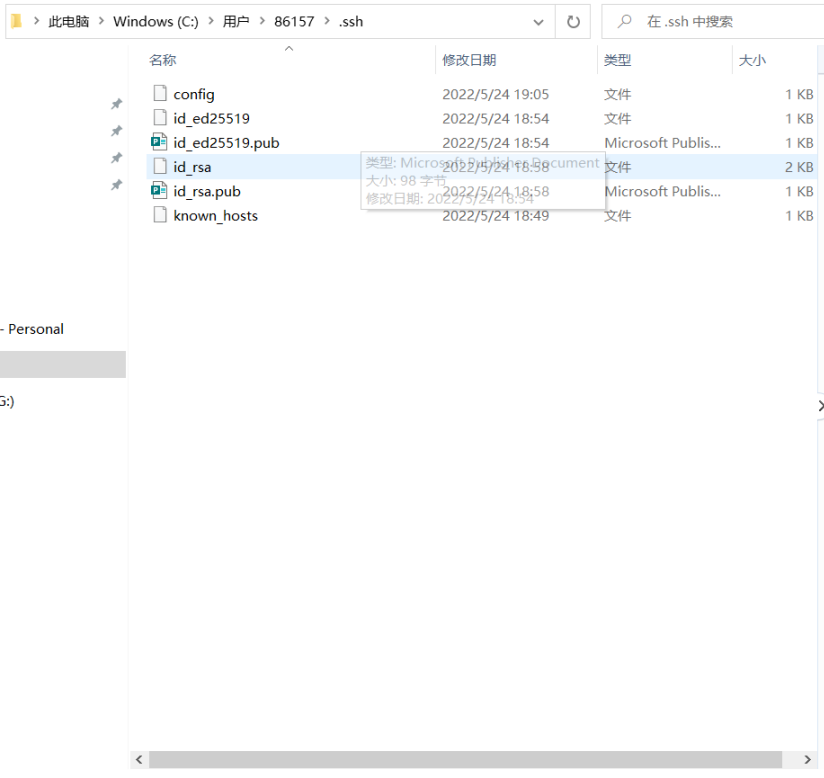 此电脑 > Windows (C:) > 用户 > 86157 > .ssh
在 .ssh 中搜索
名称 修改日期 类型 大小
config 2022/5/24 19:05 文件 1 KB
id_ed25519 2022/5/24 18:54 文件 1 KB
id_ed25519.pub 2022/5/24 18:54 Microsoft Publis... 1 KB
id_rsa 2022/5/24 18:58 文件 2 KB
id_rsa.pub 2022/5/24 18:58 Microsoft Publis... 1 KB
known_hosts 2022/5/24 18:49 文件 1 KB
类型: Microsoft Publisher Document
大小: 98 字节
修改日期: 2022/5/24 18:54
- Personal
G:)